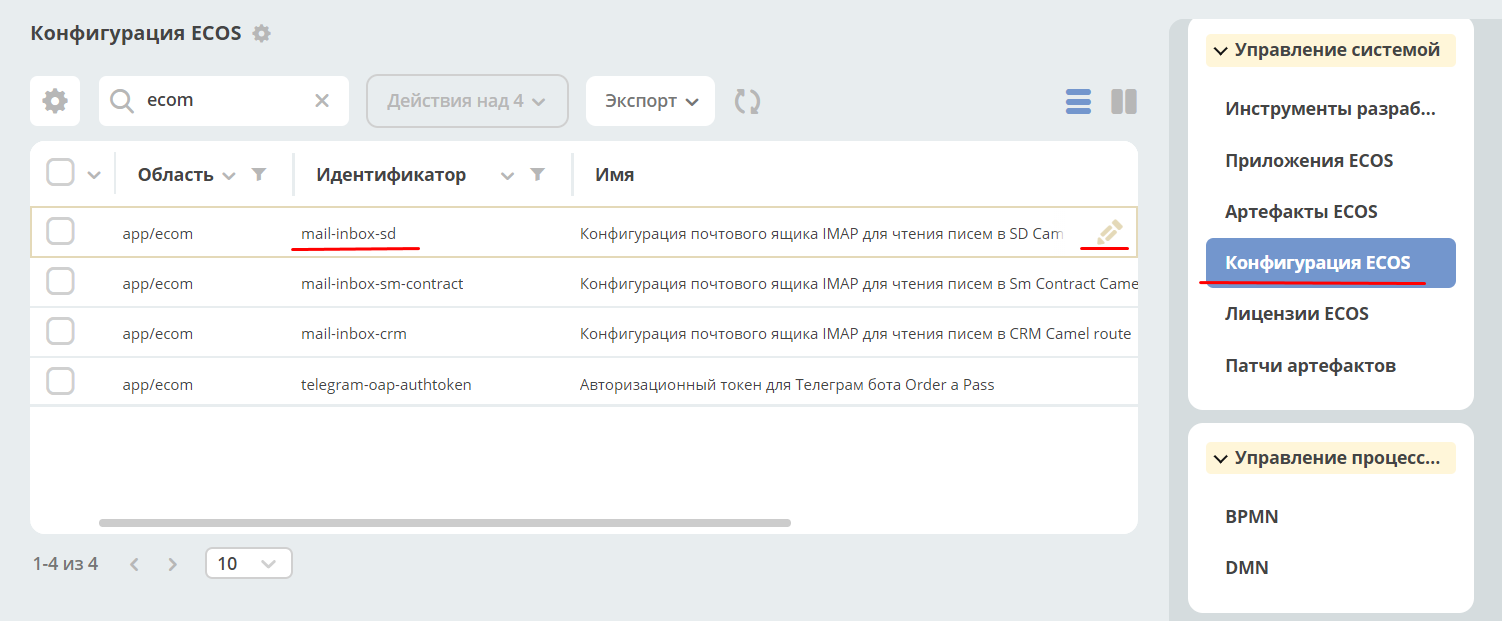 Конфигурация ECOS
ecom
Действия над 4
Экспорт
Область
Идентификатор
Имя
app/ecom
mail-inbox-sd
Конфигурация почтового ящика IMAP для чтения писем в SD Cam
app/ecom
mail-inbox-sm-contract
Конфигурация почтового ящика IMAP для чтения писем в Sm Contract Came
app/ecom
mail-inbox-crm
Конфигурация почтового ящика IMAP для чтения писем в CRM Camel route
app/ecom
telegram-oap-authtoken
Авторизационный токен для Телеграм бота Order a Pass
1-4 из 4
10
Управление системой
Инструменты разраб...
Приложения ECOS
Артефакты ECOS
Конфигурация ECOS
Лицензии ECOS
Патчи артефактов
Управление процесс...
BPMN
DMN